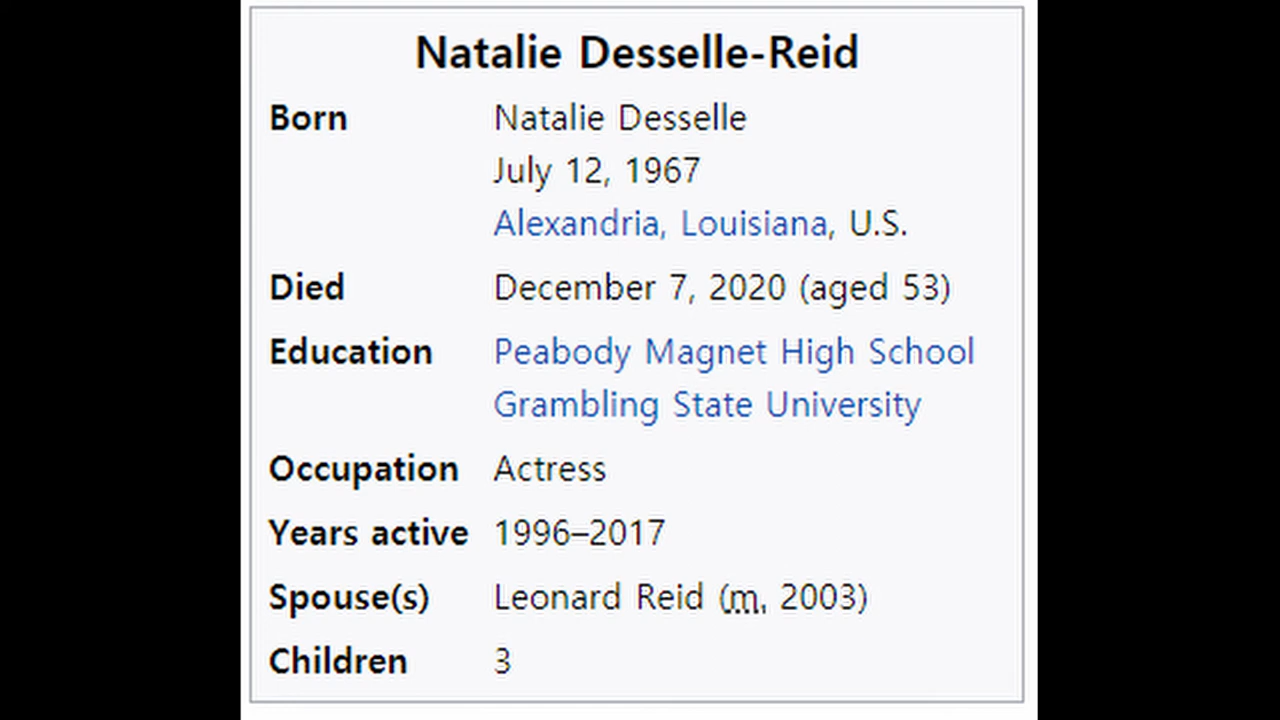 Natalie Desselle-Reid
Born Natalie Desselle
July 12, 1967
Alexandria, Louisiana, U.S.
Died December 7, 2020 (aged 53)
Education Peabody Magnet High School
Grambling State University
Occupation Actress
Years active 1996–2017
Spouse(s) Leonard Reid (m. 2003)
Children 3